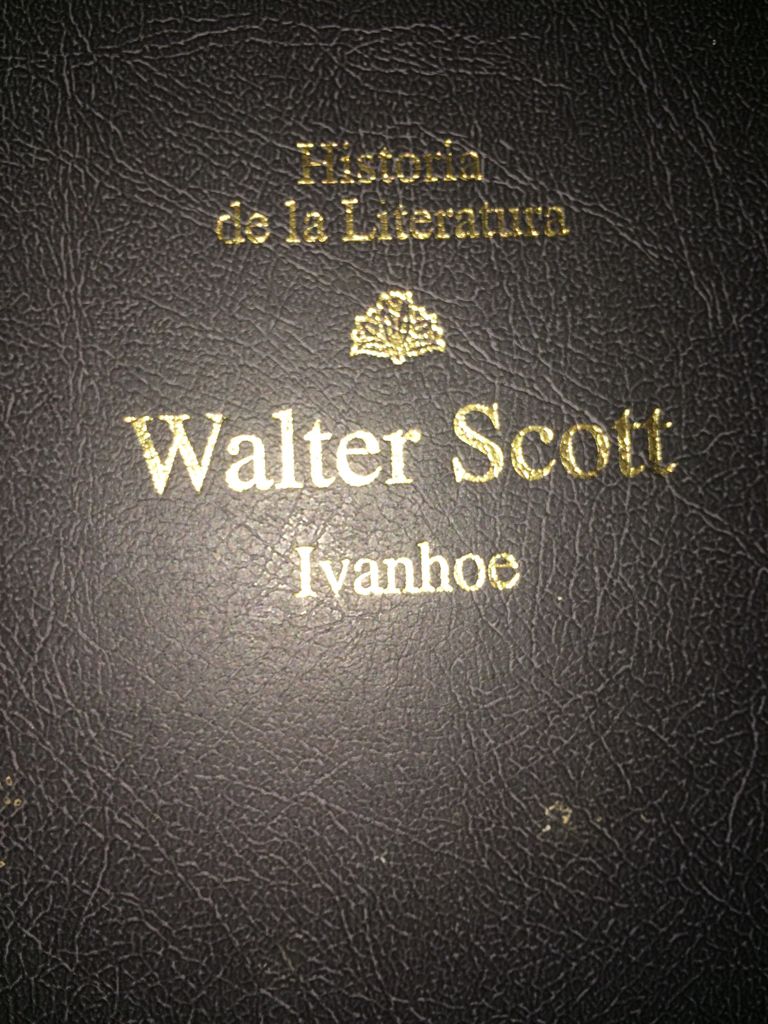 Historia
de la Literatura
Walter Scott
Ivanhoe